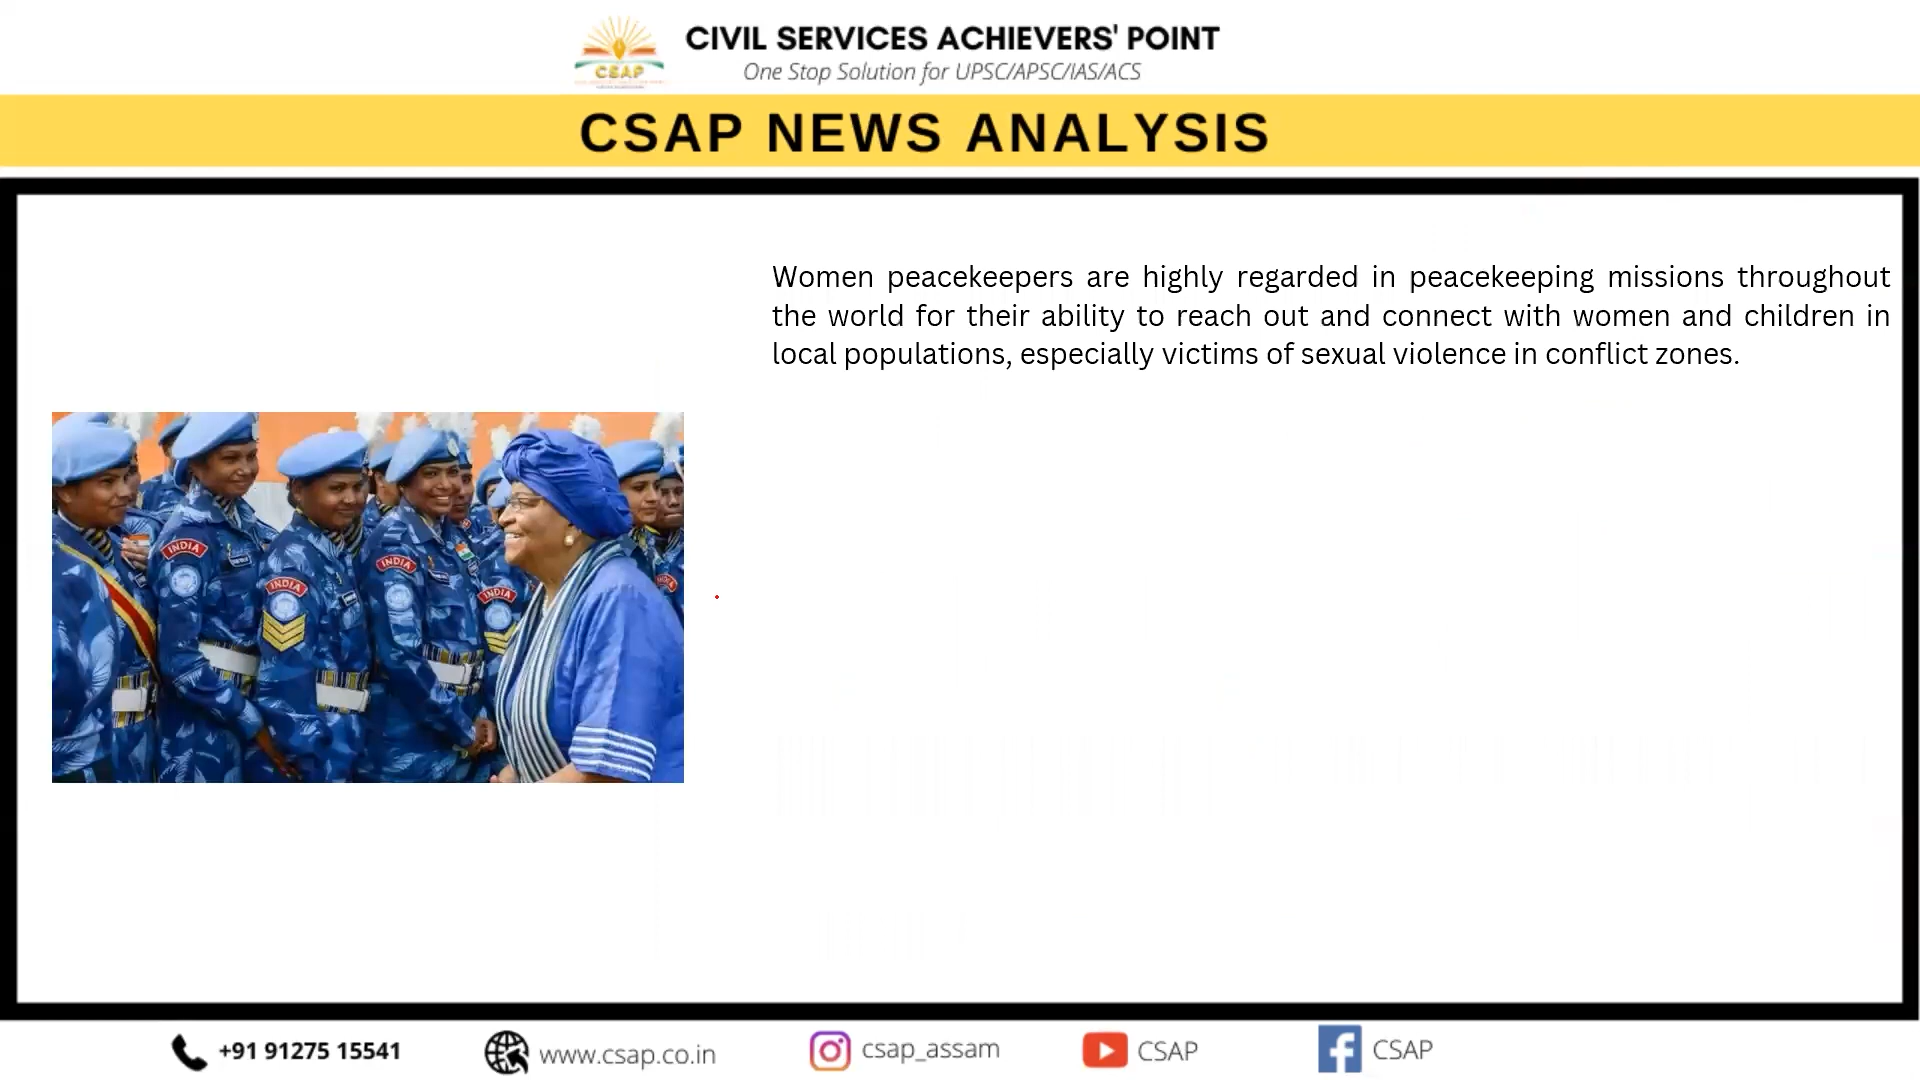 CSAP
CIVIL SERVICES ACHIEVERS' POINT
One Stop Solution for UPSC/APSC/IAS/ACS
CSAP NEWS ANALYSIS
Women peacekeepers are highly regarded in peacekeeping missions throughout
the world for their ability to reach out and connect with women and children in
local populations, especially victims of sexual violence in conflict zones.
INDIA
INDIA
INDIA
INDIA
+91 91275 15541
www.csap.co.in
csap_assam
CSAP
CSAP